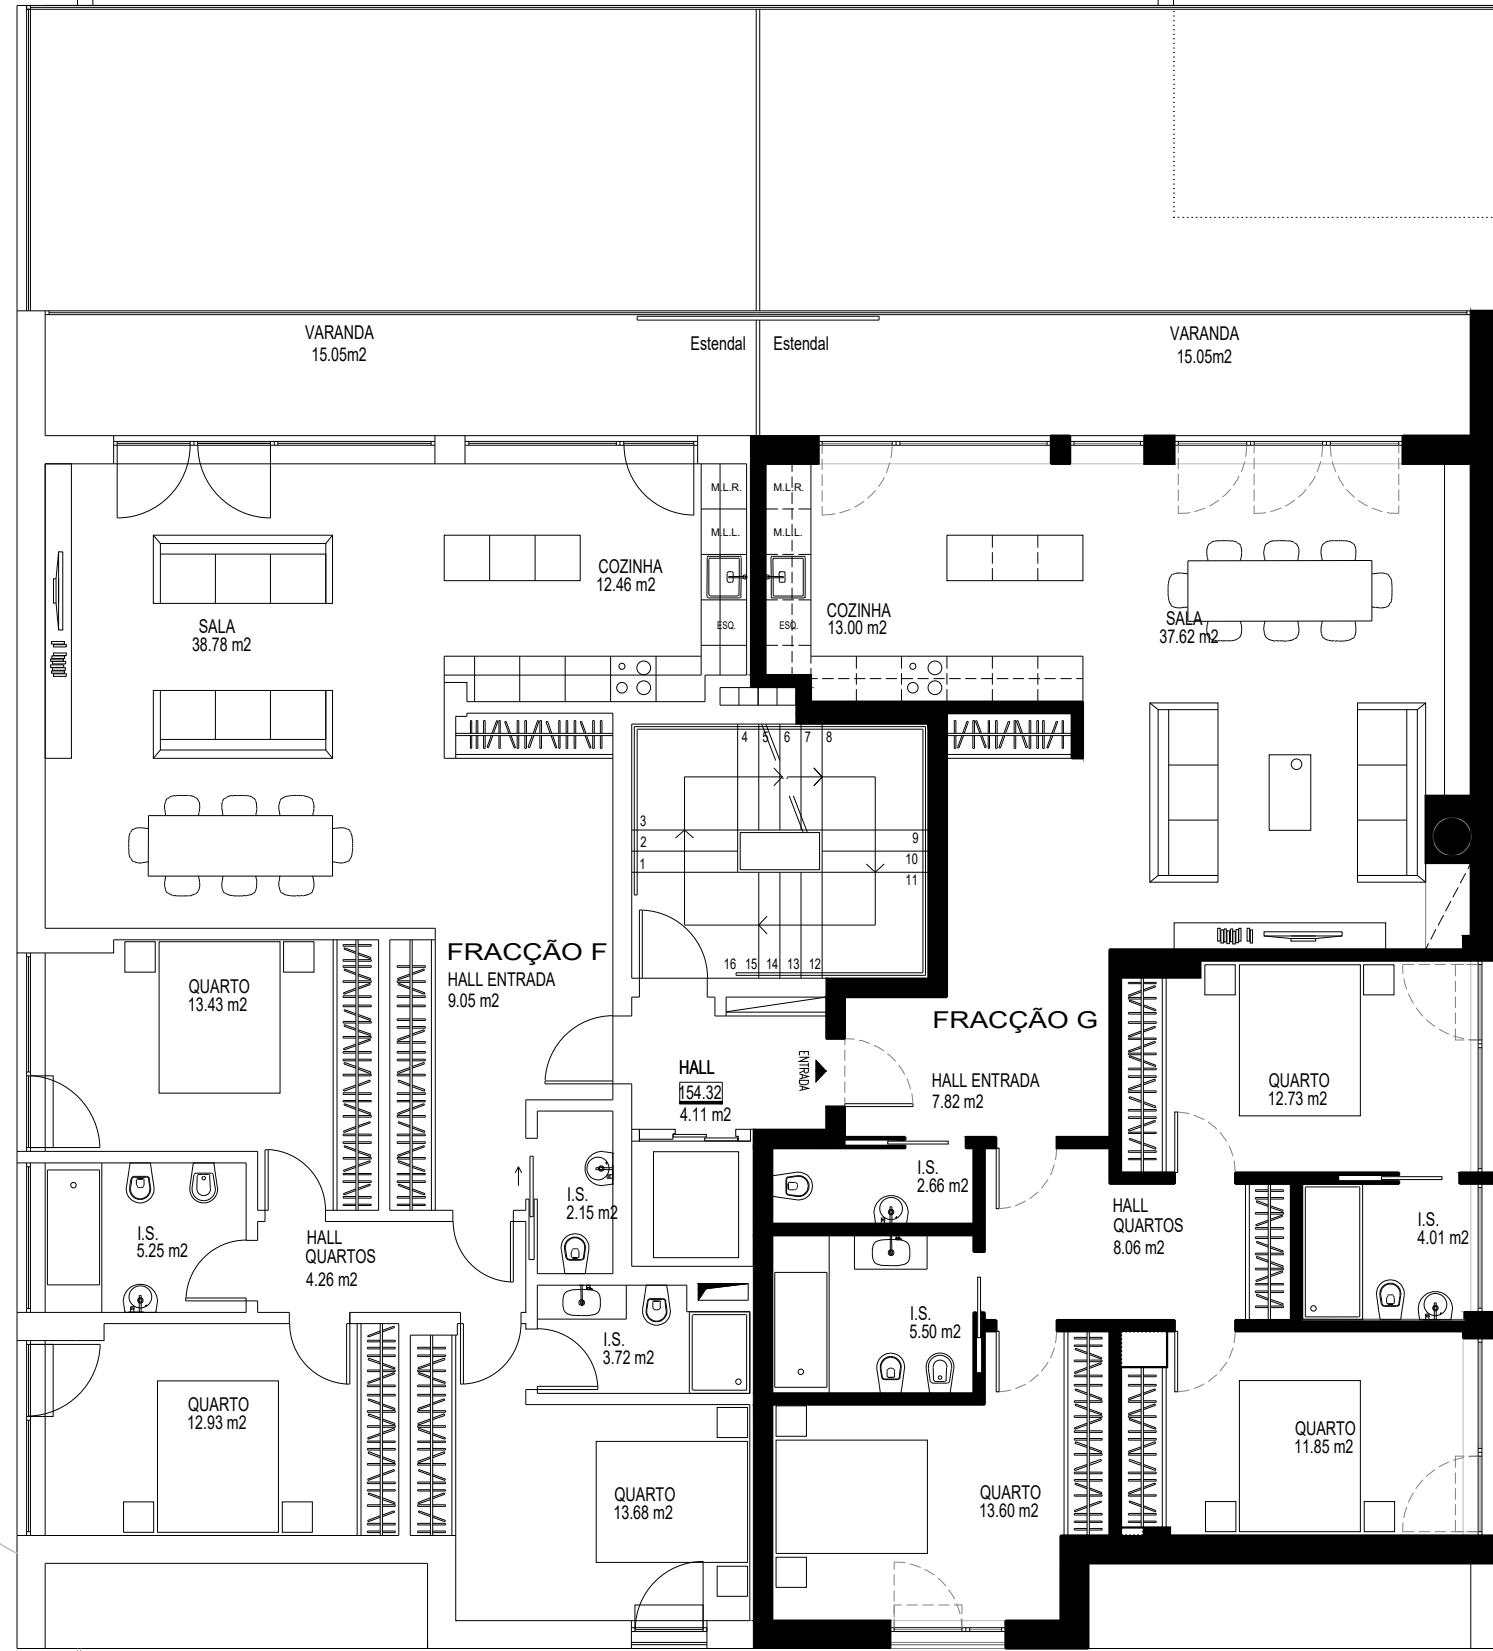 VARANDA
15.05m2
Estendal
Estendal
VARANDA
15.05m2
M.L.R.
M.L.L.
ESQ.
M.L.R.
M.L.L.
ESQ.
COZINHA
12.46 m2
SALA
38.78 m2
COZINHA
13.00 m2
SALA
37.62 m2
4 5 6 7 8
3
2
1
9
10
11
16 15 14 13 12
FRACÇÃO F
HALL ENTRADA
9.05 m2
QUARTO
13.43 m2
HALL
154.32
4.11 m2
ENTRADA
FRACÇÃO G
HALL ENTRADA
7.82 m2
QUARTO
12.73 m2
I.S.
5.25 m2
HALL
QUARTOS
4.26 m2
I.S.
2.15 m2
I.S.
2.66 m2
HALL
QUARTOS
8.06 m2
I.S.
4.01 m2
I.S.
3.72 m2
I.S.
5.50 m2
QUARTO
12.93 m2
QUARTO
13.68 m2
QUARTO
13.60 m2
QUARTO
11.85 m2